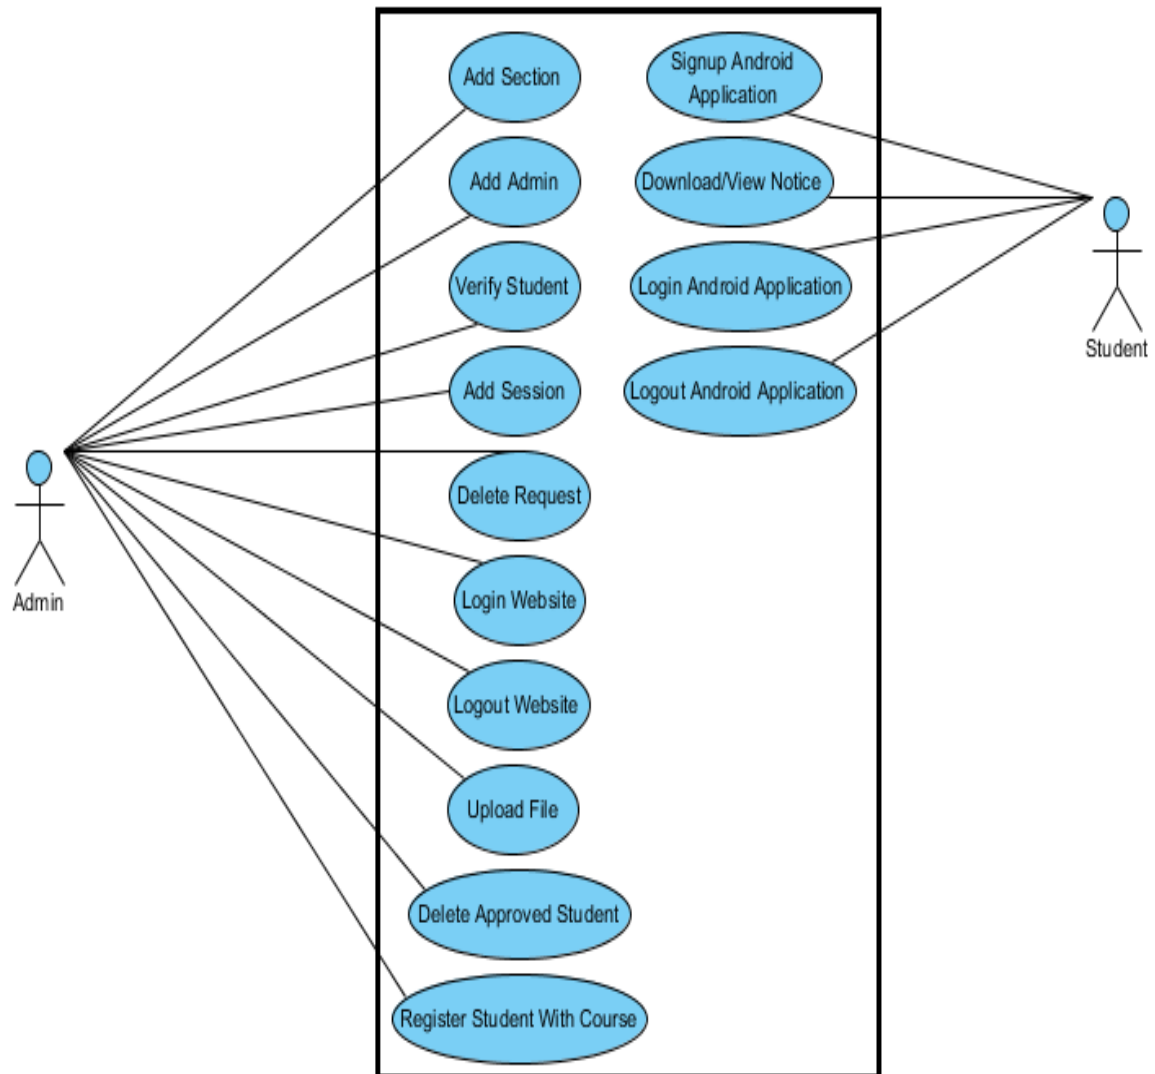 Add Section
Signup Android
Application
Add Admin
Download/View Notice
Verify Student
Login Android Application
Student
Add Session
Logout Android Application
Delete Request
Admin
Login Website
Logout Website
Upload File
Delete Approved Student
Register Student With Course